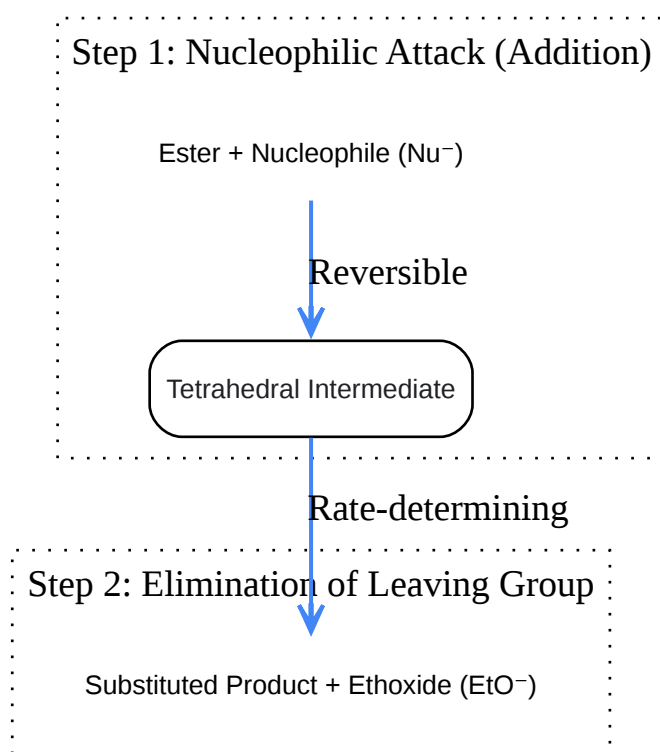 Step 1: Nucleophilic Attack (Addition)
Ester + Nucleophile (Nu⁻)
Reversible
Tetrahedral Intermediate
Rate-determining
Step 2: Elimination of Leaving Group
Substituted Product + Ethoxide (EtO⁻)